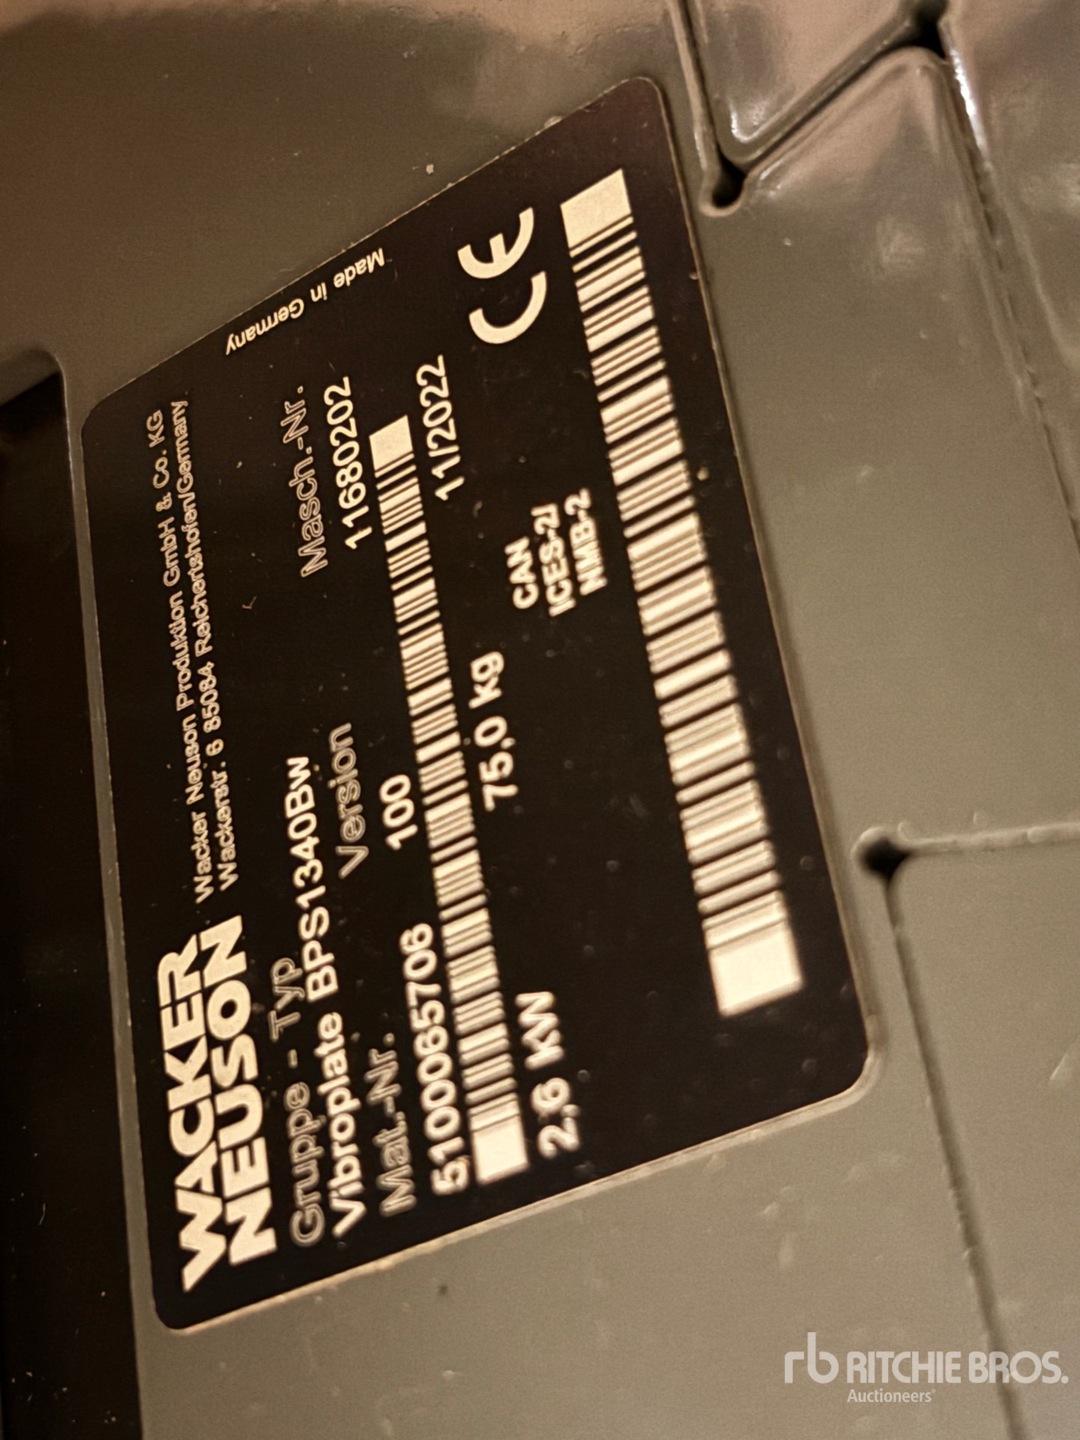 WACKER
NEUSON
Wacker Neuson Produktion GmbH & Co. KG
Wackerstr. 6 85084 Reichertshofen/Germany
Made in Germany
Gruppe - Typ
Masch.-Nr.
Vibroplate BPS1340Bw
11680202
Mat.-Nr.
Version
5100065706
100
11/2022
2,6 KW
75,0 kg
CAN
ICES-2/
NMB-2
CE
rb RITCHIE BROS.
Auctioneers